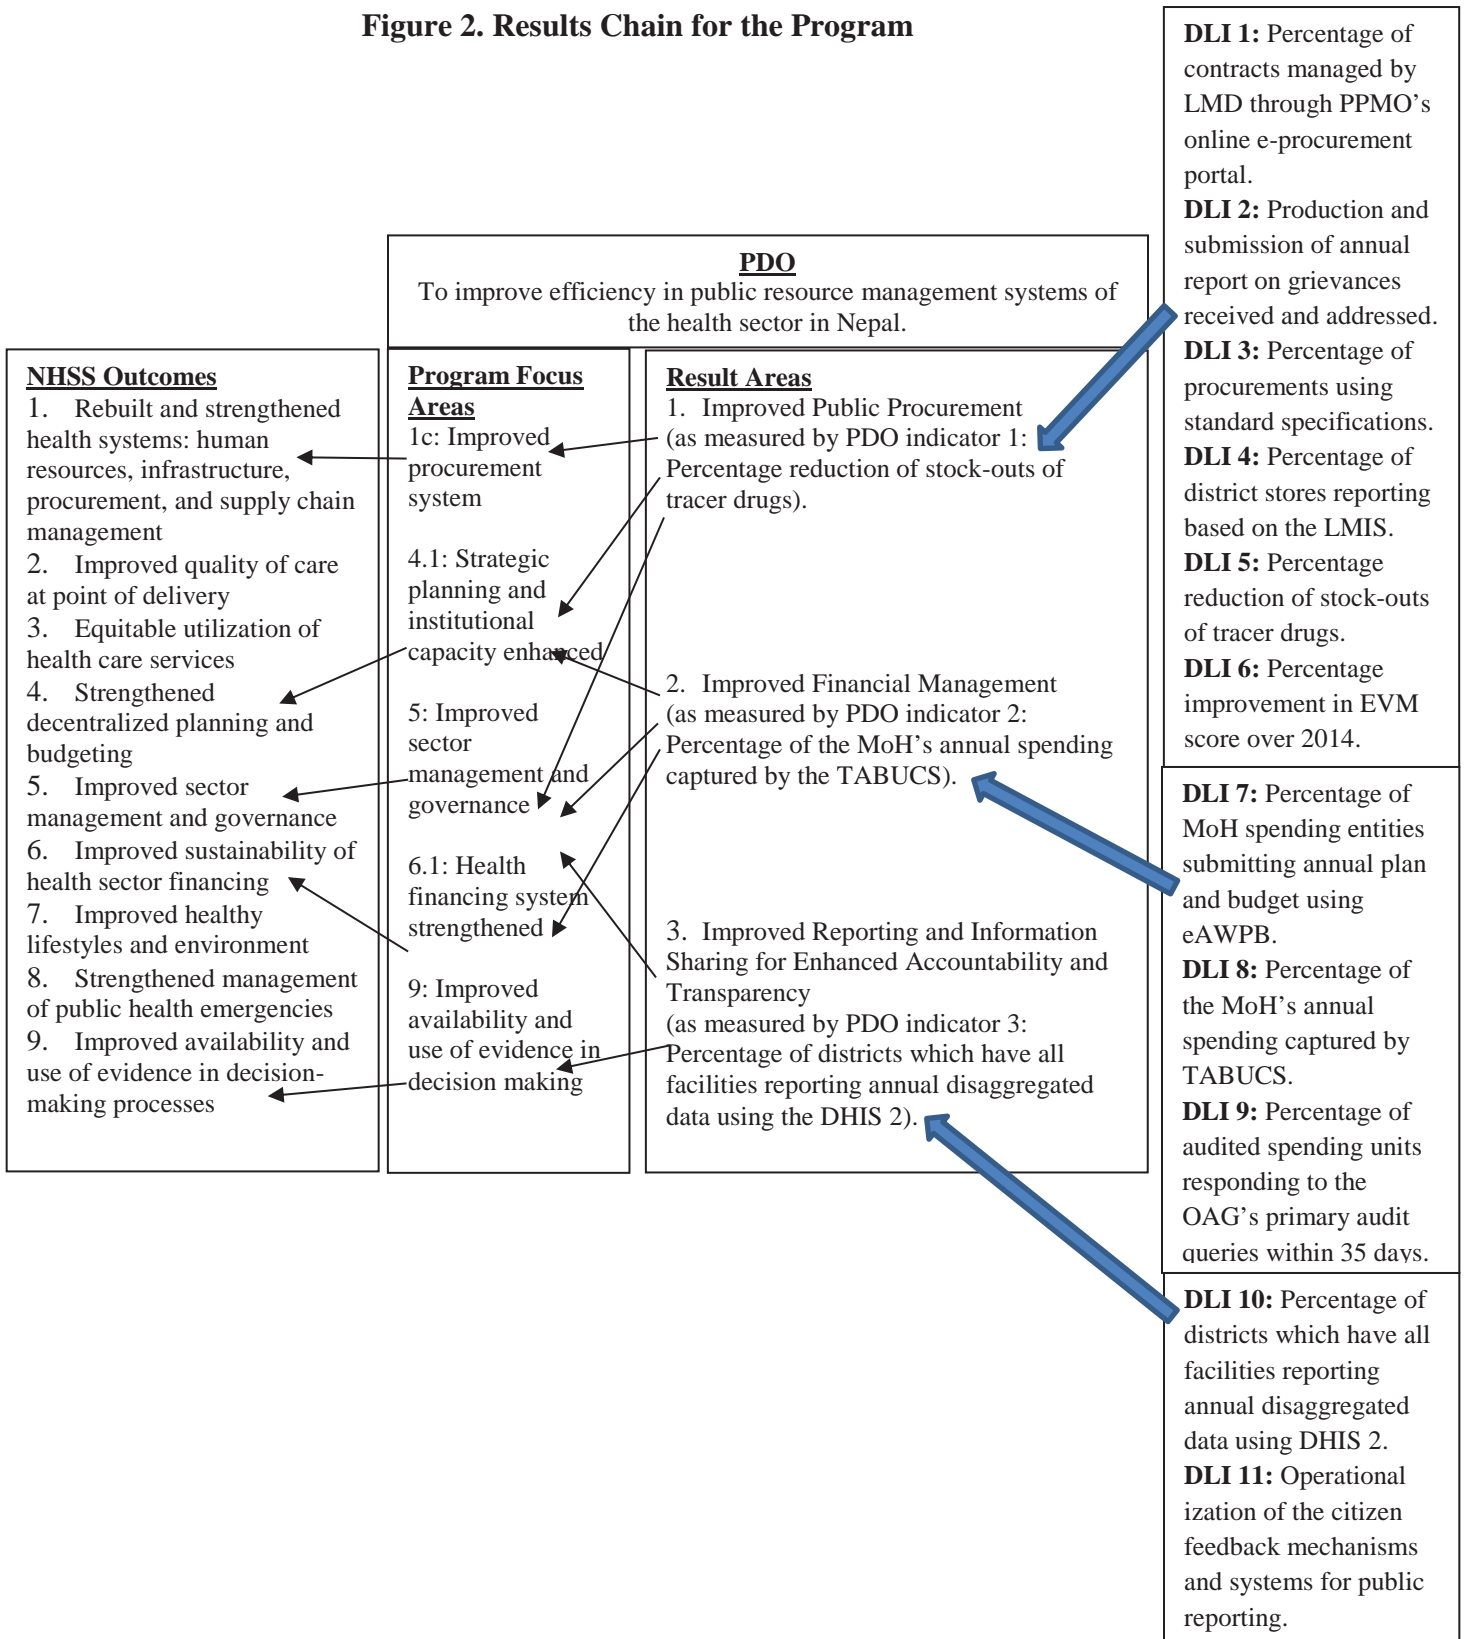 Figure 2. Results Chain for the Program
PDO
To improve efficiency in public resource management systems of
the health sector in Nepal.
NHSS Outcomes
1. Rebuilt and strengthened
health systems: human
resources, infrastructure,
procurement, and supply chain
management
2. Improved quality of care
at point of delivery
3. Equitable utilization of
health care services
4. Strengthened
decentralized planning and
budgeting
5. Improved sector
management and governance
6. Improved sustainability of
health sector financing
7. Improved healthy
lifestyles and environment
8. Strengthened management
of public health emergencies
9. Improved availability and
use of evidence in decision-
making processes
Program Focus
Areas
1c: Improved
procurement
system
4.1: Strategic
planning and
institutional
capacity enhanced
5: Improved
sector
management and
governance
6.1: Health
financing system
strengthened
9: Improved
availability and
use of evidence in
decision making
Result Areas
1. Improved Public Procurement
(as measured by PDO indicator 1:
Percentage reduction of stock-outs of
tracer drugs).
2. Improved Financial Management
(as measured by PDO indicator 2:
Percentage of the MoH's annual spending
captured by the TABUCS).
3. Improved Reporting and Information
Sharing for Enhanced Accountability and
Transparency
(as measured by PDO indicator 3:
Percentage of districts which have all
facilities reporting annual disaggregated
data using the DHIS 2).
DLI 1: Percentage of
contracts managed by
LMD through PPMO's
online e-procurement
portal.
DLI 2: Production and
submission of annual
report on grievances
received and addressed.
DLI 3: Percentage of
procurements using
standard specifications.
DLI 4: Percentage of
district stores reporting
based on the LMIS.
DLI 5: Percentage
reduction of stock-outs
of tracer drugs.
DLI 6: Percentage
improvement in EVM
score over 2014.
DLI 7: Percentage of
MoH spending entities
submitting annual plan
and budget using
eAWPB.
DLI 8: Percentage of
the MoH's annual
spending captured by
TABUCS.
DLI 9: Percentage of
audited spending units
responding to the
OAG's primary audit
queries within 35 days.
DLI 10: Percentage of
districts which have all
facilities reporting
annual disaggregated
data using DHIS 2.
DLI 11: Operational
ization of the citizen
feedback mechanisms
and systems for public
reporting.